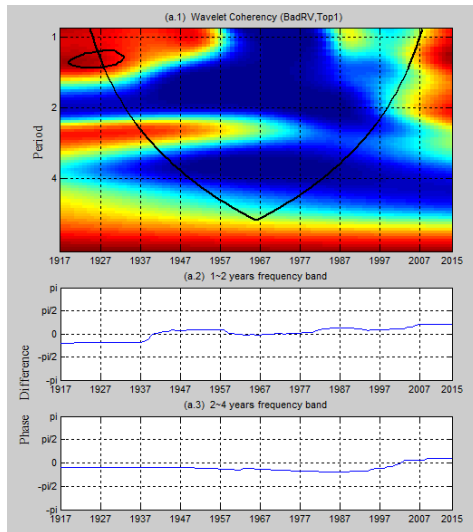 (a.1) Wavelet Coherency (BadRV,Top1)
1
2
4
Period
1917 1927 1937 1947 1957 1967 1977 1987 1997 2007 2015
(a.2) 1~2 years frequency band
pi
pi/2
0
-pi/2
-pi
1917 1927 1937 1947 1957 1967 1977 1987 1997 2007 2015
Phase Difference
(a.3) 2~4 years frequency band
pi
pi/2
0
-pi/2
-pi
1917 1927 1937 1947 1957 1967 1977 1987 1997 2007 2015